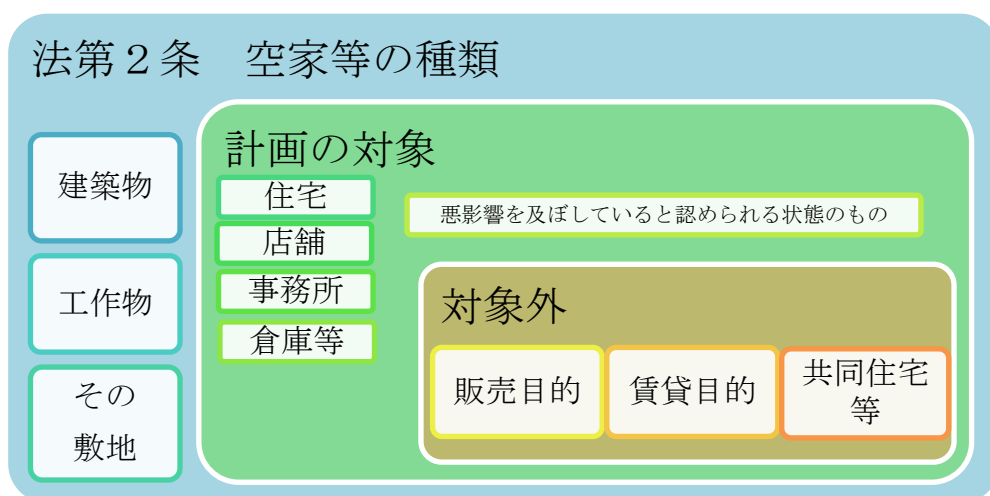 法第２条　空家等の種類
建築物
工作物
その
敷地
計画の対象
住宅
店舗
事務所
倉庫等
悪影響を及ぼしていると認められる状態のもの
対象外
販売目的
賃貸目的
共同住宅
等